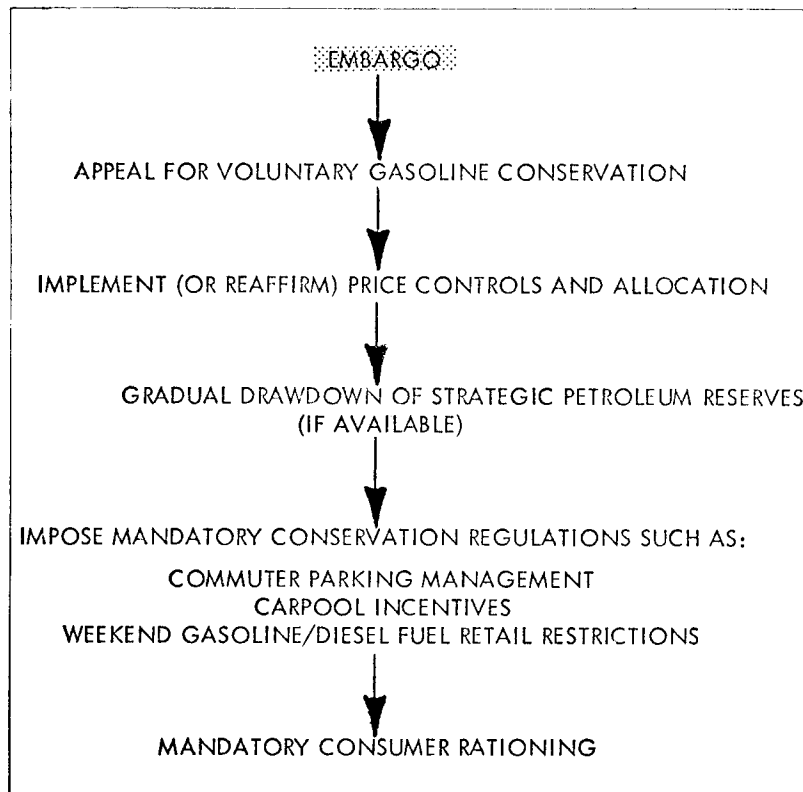 EMBARGO
APPEAL FOR VOLUNTARY GASOLINE CONSERVATION
IMPLEMENT (OR REAFFIRM) PRICE CONTROLS AND ALLOCATION
GRADUAL DRAWDOWN OF STRATEGIC PETROLEUM RESERVES
(IF AVAILABLE)
IMPOSE MANDATORY CONSERVATION REGULATIONS SUCH AS:
COMMUTER PARKING MANAGEMENT
CARPOOL INCENTIVES
WEEKEND GASOLINE/DIESEL FUEL RETAIL RESTRICTIONS
MANDATORY CONSUMER RATIONING